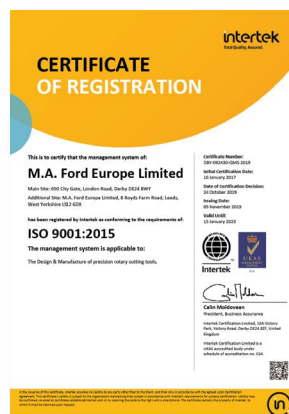 intertek
Total Quality. Assured.
CERTIFICATE
OF REGISTRATION
This is to certify that the management system of:
M.A. Ford Europe Limited
Main Site: 650 City Gate, London Road, Derby DE24 8WY
Additional Site: M.A. Ford Europe Limited, 8 Royds Farm Road, Leeds,
West Yorkshire LS12 6DX
has been registered by Intertek as conforming to the requirements of:
ISO 9001:2015
The management system is applicable to:
The Design & Manufacture of precision rotary cutting tools.
Certificate Number:
Initial Certification Date:
16 January 2017
Date of Certification Decision:
24 October 2019
Issuing Date:
05 November 2019
Valid Until:
15 January 2023
Intertek
UKAS
MANAGEMENT
SYSTEMS
Calin Moldovean
President, Business Assurance
Intertek Certification Limited, 10A Victory
Park, Victory Road, Derby DE24 8ZF, United
Kingdom
Intertek Certification Limited is a
UKAS accredited body under
schedule of accreditation no. 014.
in